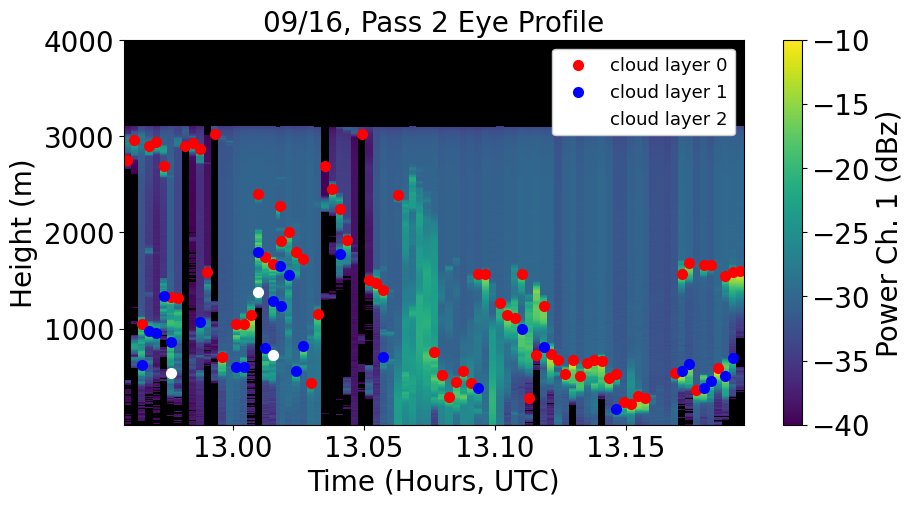 09/16, Pass 2 Eye Profile
4000
3000
2000
1000
Height (m)
13.00
13.05
13.10
13.15
Time (Hours, UTC)
cloud layer 0
cloud layer 1
cloud layer 2
−10
−15
−20
−25
−30
−35
−40
Power Ch. 1 (dBz)